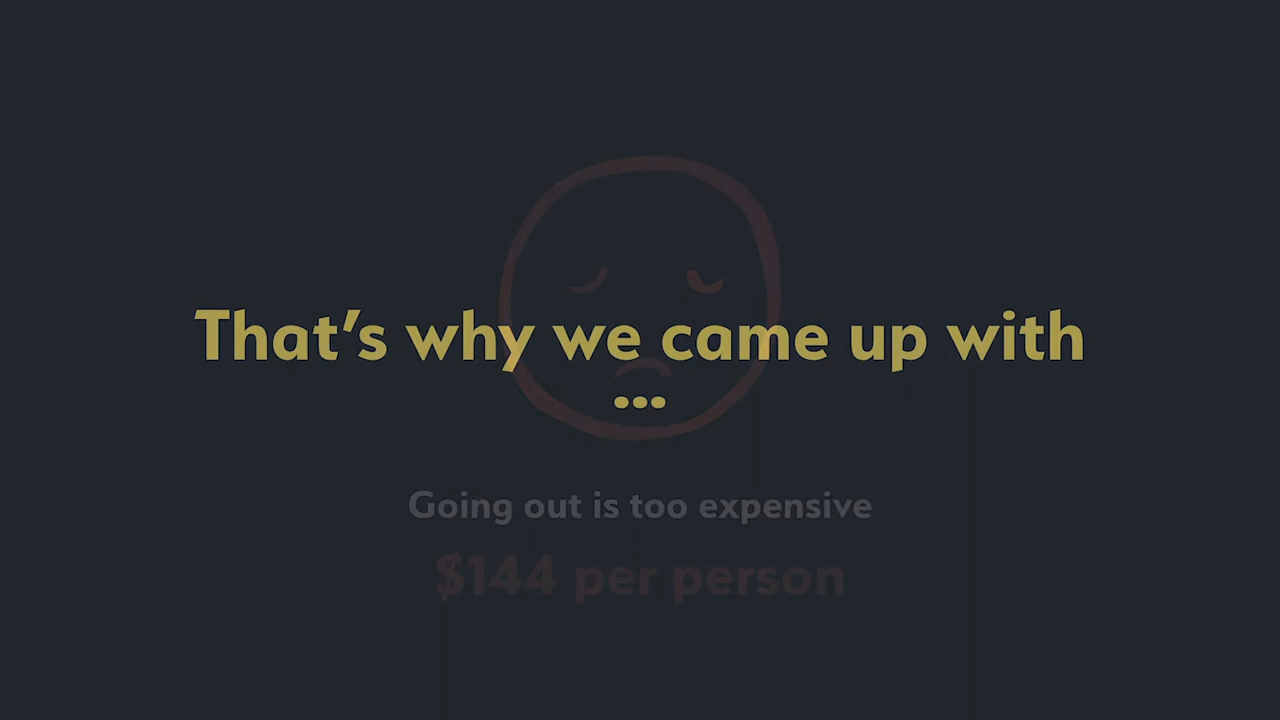 That’s why we came up with
...
Going out is too expensive
$144 per person